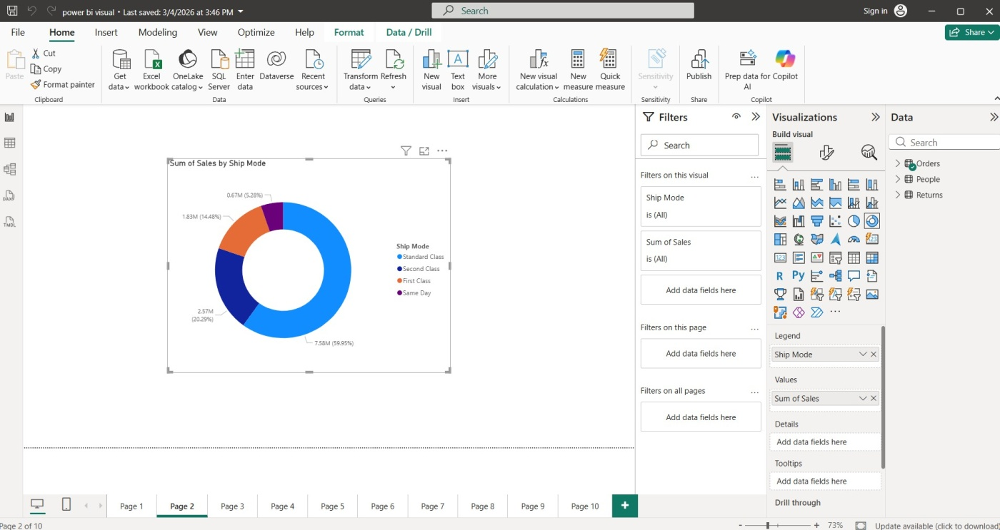 power bi visual • Last saved: 3/4/2026 at 3:46 PM
Search
Sign in
File Home Insert Modeling View Optimize Help Format Data / Drill
Share
Paste
Cut
Copy
Format painter
Clipboard
Get data
Excel workbook
OneLake catalog
SQL Server
Enter data
Dataverse
Recent sources
Data
Transform data
Refresh
Queries
New visual
Text box
More visuals
Insert
New visual calculation
New measure
Quick measure
Calculations
Sensitivity
Sensitivity
Publish
Share
Prep data for AI
Copilot
Copilot
Sum of Sales by Ship Mode
0.67M (5.28%)
1.83M (14.48%)
2.57M
(20.29%)
7.58M (59.95%)
Ship Mode
Standard Class
Second Class
First Class
Same Day
Filters
Search
Filters on this visual
Ship Mode
is (All)
Sum of Sales
is (All)
Add data fields here
Filters on this page
Add data fields here
Filters on all pages
Add data fields here
Visualizations
Build visual
123
123
R Py
Legend
Ship Mode
Values
Sum of Sales
Details
Add data fields here
Tooltips
Add data fields here
Drill through
Data
Search
Orders
People
Returns
DAX
TMDL
Page 1 Page 2 Page 3 Page 4 Page 5 Page 6 Page 7 Page 8 Page 9 Page 10 +
Page 2 of 10
- + 73%
Update available (click to download)